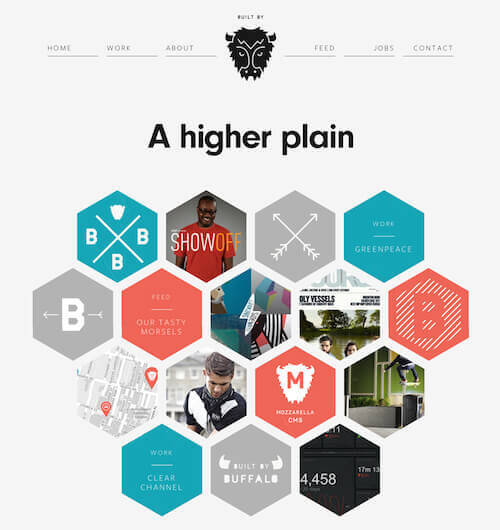 BUILT BY
HOME
WORK
ABOUT
FEED
JOBS
CONTACT
A higher plain
B B
B
SHOWOFF
WORK
GREENPEACE
B
FEED
OUR TASTY
MORSELS
OLY VESSELS
B
M
MOZZARELLA
CMS
WORK
CLEAR
CHANNEL
BUILT BY
BUFFALO
4,458
17m 13
10m